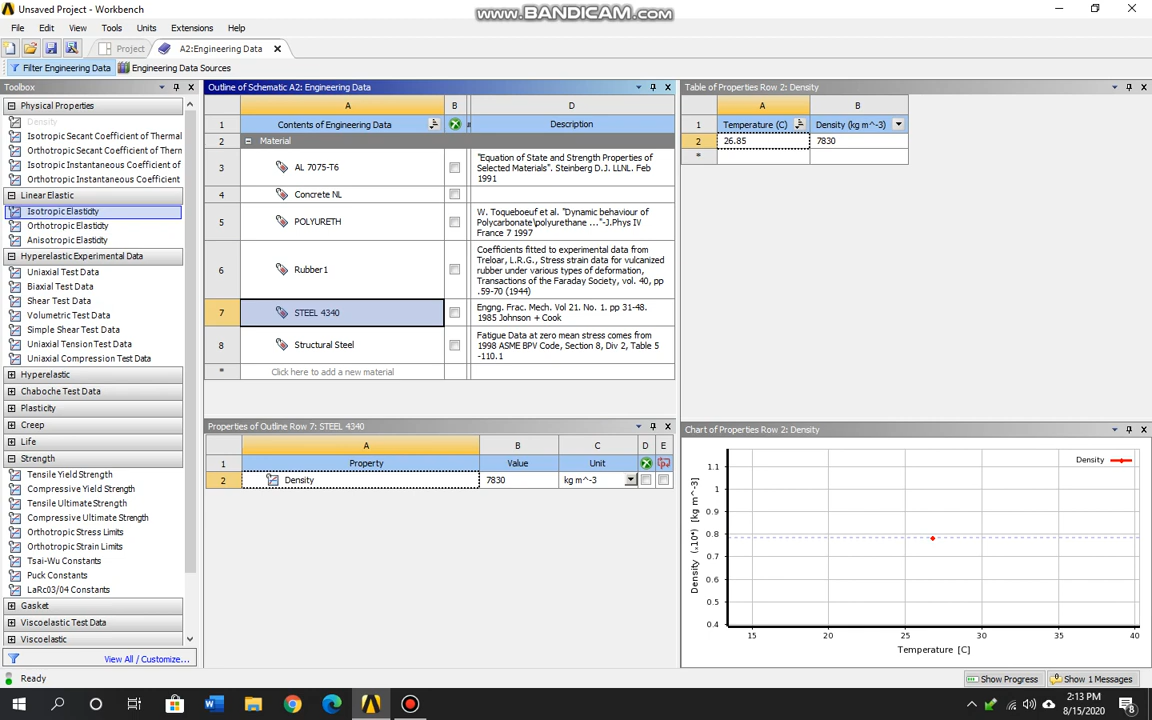 Unsaved Project - Workbench
www.BANDICAM.com
File Edit View Tools Units Extensions Help
Project
A2:Engineering Data
Filter Engineering Data
Engineering Data Sources
Toolbox
Physical Properties
Density
Isotropic Secant Coefficient of Thermal
Orthotropic Secant Coefficient of Therm
Isotropic Instantaneous Coefficient of
Orthotropic Instantaneous Coefficient
Linear Elastic
Isotropic Elasticity
Orthotropic Elasticity
Anisotropic Elasticity
Hyperelastic Experimental Data
Uniaxial Test Data
Biaxial Test Data
Shear Test Data
Volumetric Test Data
Simple Shear Test Data
Uniaxial Tension Test Data
Uniaxial Compression Test Data
Hyperelastic
Chaboche Test Data
Plasticity
Creep
Life
Strength
Tensile Yield Strength
Compressive Yield Strength
Tensile Ultimate Strength
Compressive Ultimate Strength
Orthotropic Stress Limits
Orthotropic Strain Limits
Tsai-Wu Constants
Puck Constants
LaRc03/04 Constants
Gasket
Viscoelastic Test Data
Viscoelastic
View All / Customize...
Outline of Schematic A2: Engineering Data
A B D
1 Contents of Engineering Data Description
2 Material
3 AL 7075-T6 "Equation of State and Strength Properties of
Selected Materials". Steinberg D.J. LLNL. Feb
1991
4 Concrete NL
5 POLYURETH W. Toqueboeuf et al. "Dynamic behaviour of
Polycarbonate\polyurethane ..."-J.Phys IV
France 7 1997
6 Rubber1 Coefficients fitted to experimental data from
Treloar, L.R.G., Stress strain data for vulcanized
rubber under various types of deformation,
Transactions of the Faraday Society, vol. 40, pp
.59-70 (1944)
7 STEEL 4340 Engng. Frac. Mech. Vol 21. No. 1. pp 31-48.
1985 Johnson + Cook
8 Structural Steel Fatigue Data at zero mean stress comes from
1998 ASME BPV Code, Section 8, Div 2, Table 5
-110.1
* Click here to add a new material
Properties of Outline Row 7: STEEL 4340
A B C D E
1 Property Value Unit
2 Density 7830 kg m^-3
Table of Properties Row 2: Density
A B
1 Temperature (C) Density (kg m^-3)
2 26.85 7830
*
Chart of Properties Row 2: Density
Density
Density (x10⁴) [kg m^-3]
1.1
1
0.9
0.8
0.7
0.6
0.5
0.4
15 20 25 30 35 40
Temperature [C]
Ready
Show Progress
Show 1 Messages
2:13 PM
8/15/2020
8